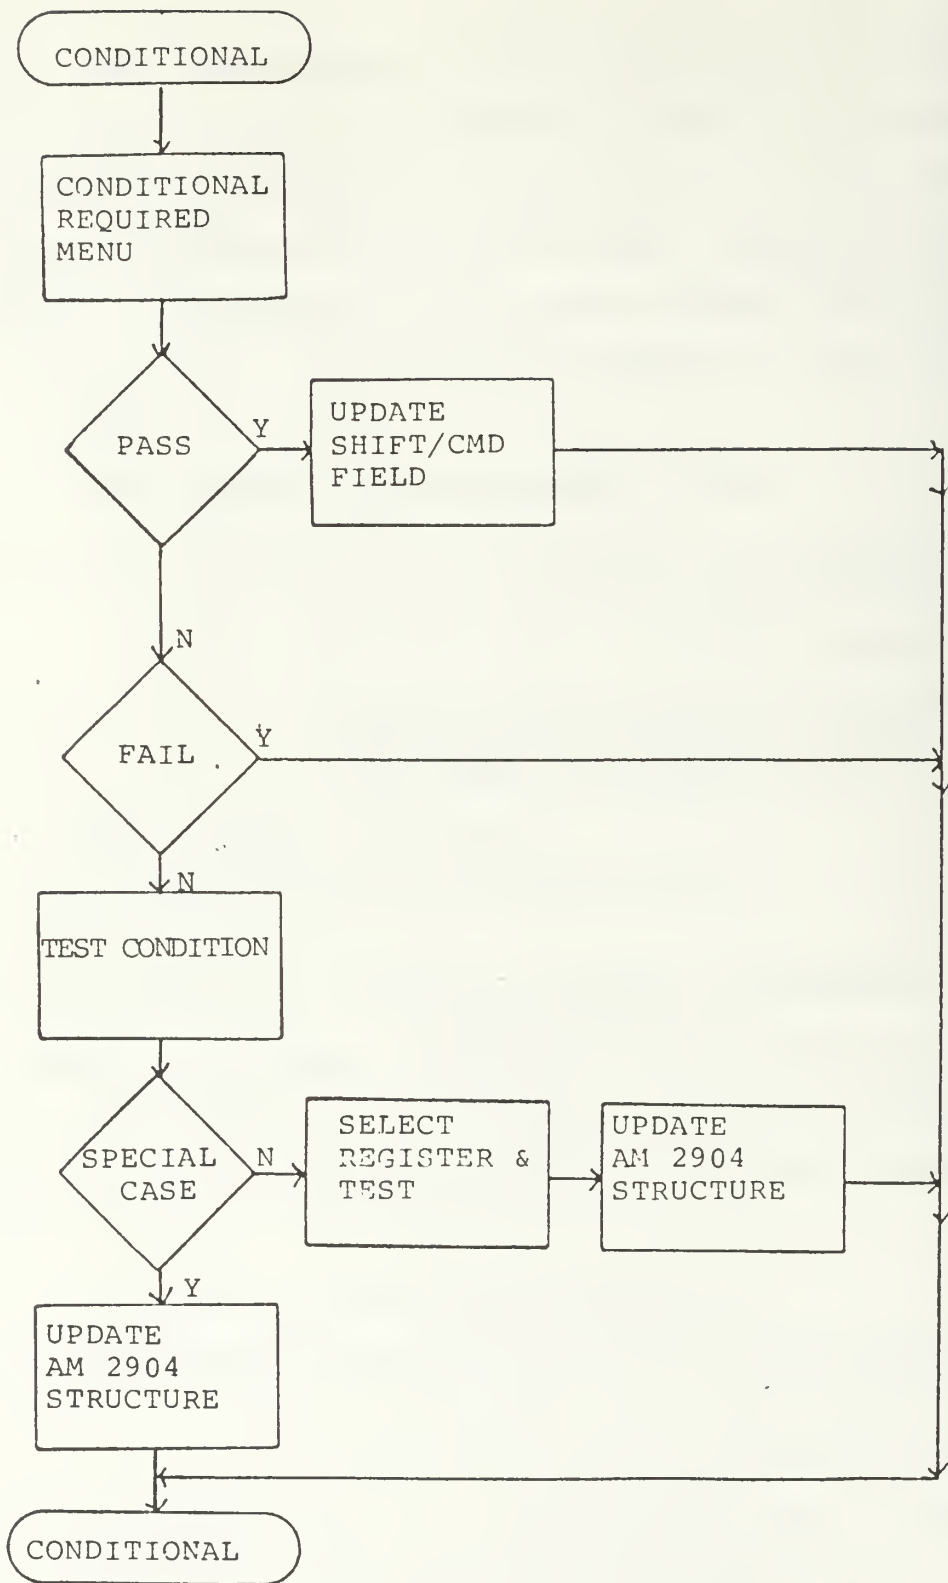 CONDITIONAL
CONDITIONAL
REQUIRED
MENU
PASS
Y
UPDATE
SHIFT/CMD
FIELD
N
FAIL
Y
N
TEST CONDITION
SPECIAL
CASE
N
SELECT
REGISTER &
TEST
UPDATE
AM 2904
STRUCTURE
Y
UPDATE
AM 2904
STRUCTURE
CONDITIONAL